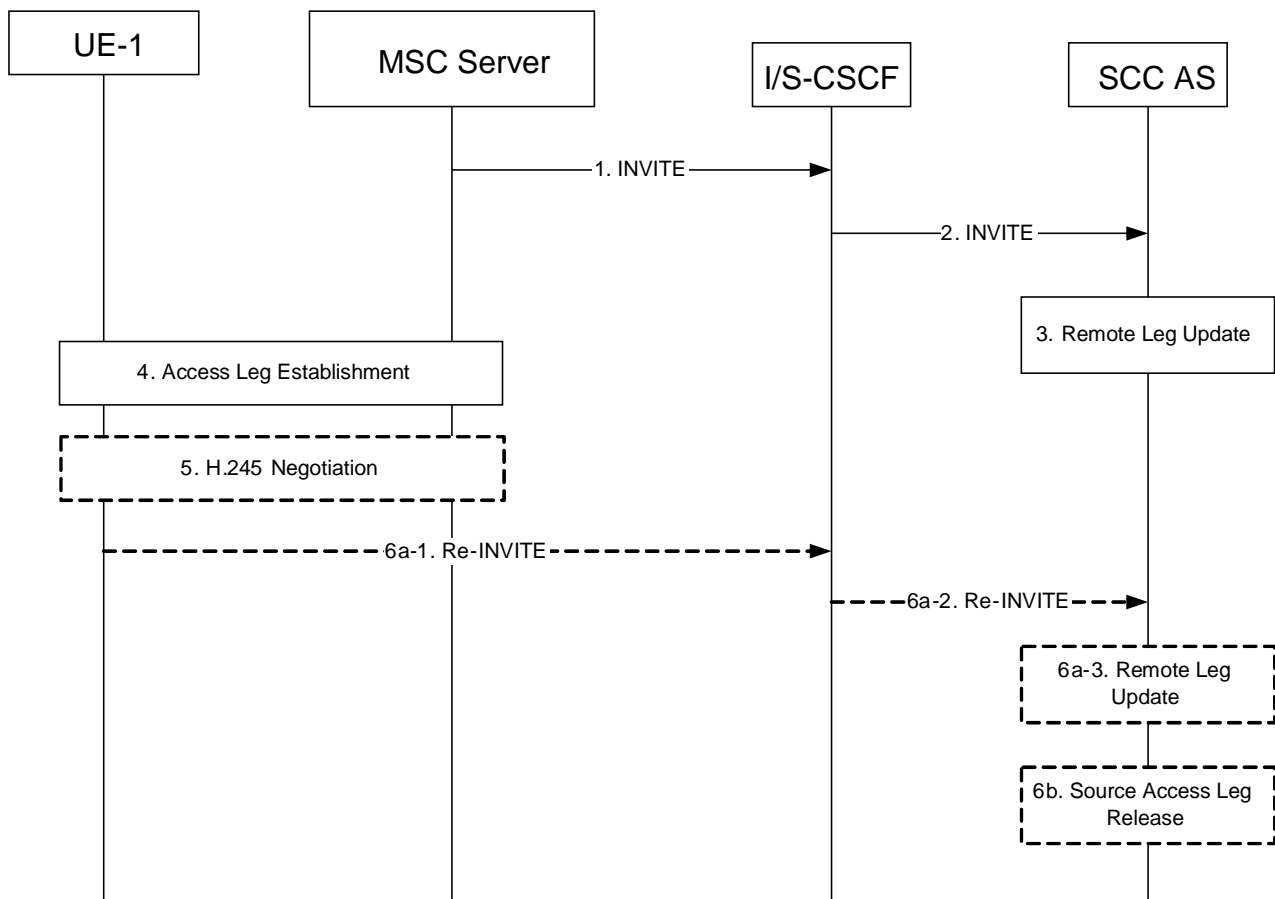 UE-1
MSC Server
I/S-CSCF
SCC AS
1. INVITE
2. INVITE
3. Remote Leg Update
4. Access Leg Establishment
5. H.245 Negotiation
6a-1. Re-INVITE
6a-2. Re-INVITE
6a-3. Remote Leg
Update
6b. Source Access Leg
Release